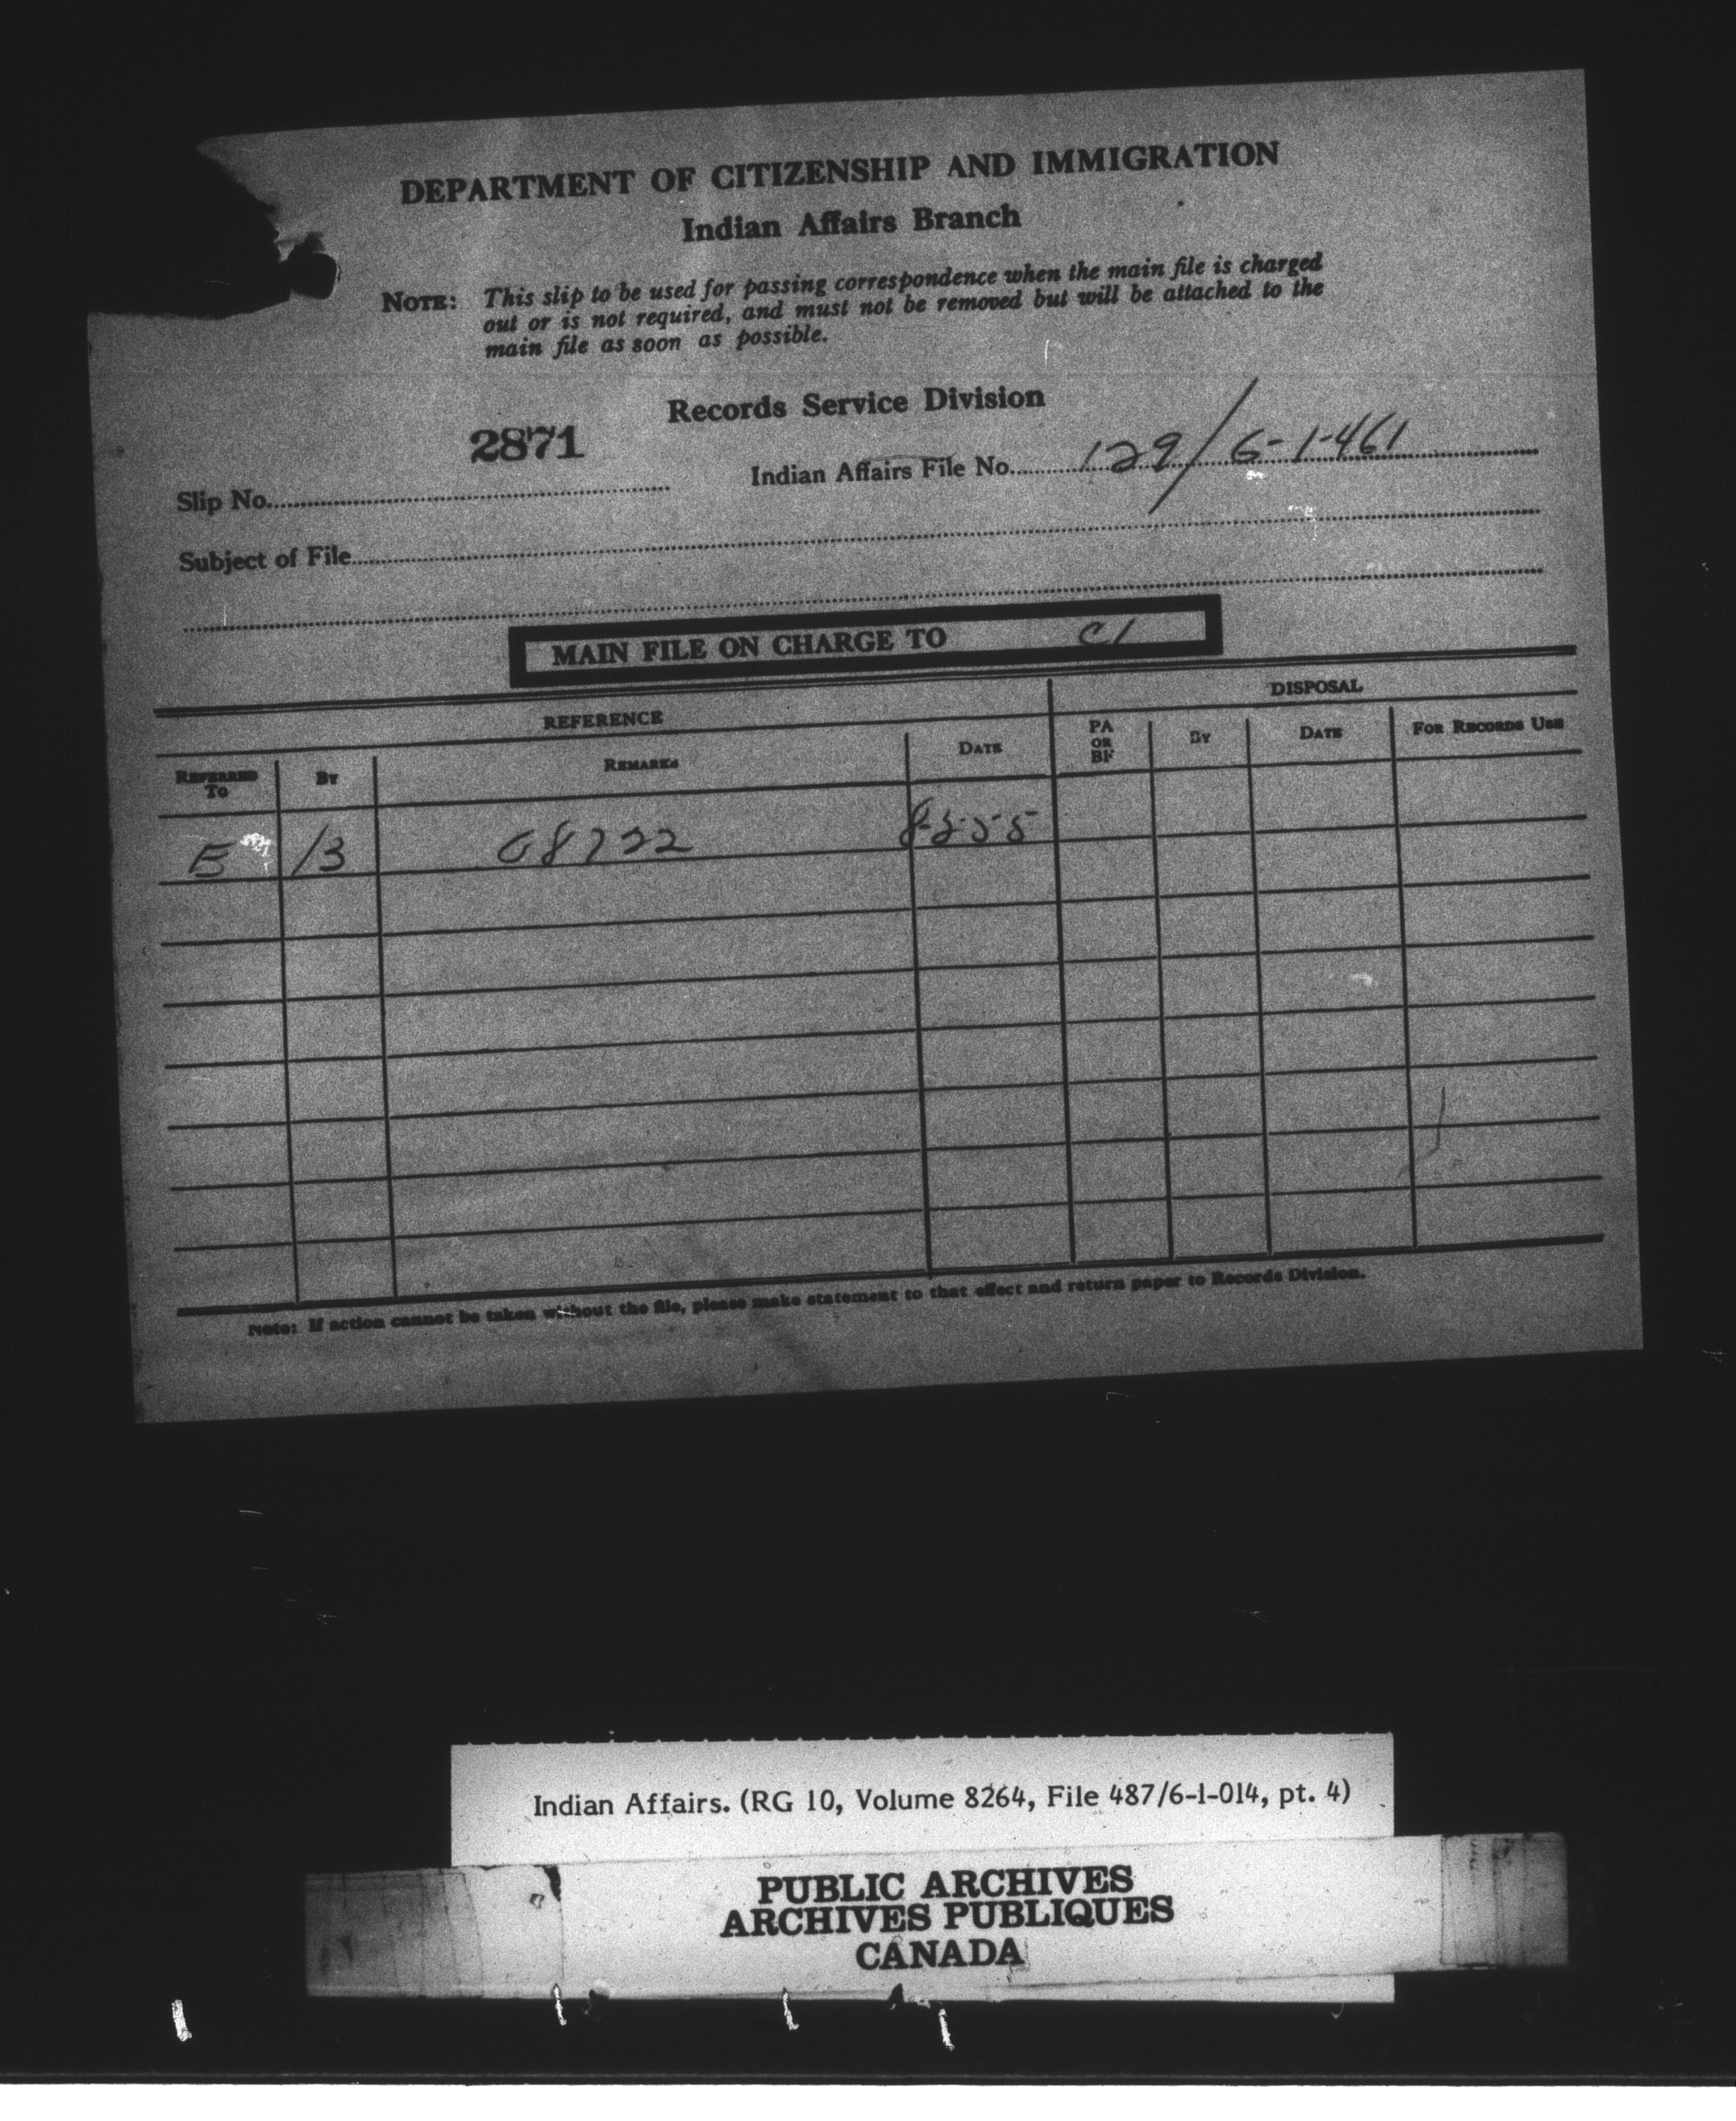 DEPARTMENT OF CITIZENSHIP AND IMMIGRATION
Indian Affairs Branch
NOTE: This slip to be used for passing correspondence when the main file is charged
out or is not required, and must not be removed but will be attached to the
main file as soon as possible.
Records Service Division
2871
Slip No.
Indian Affairs File No. 129/6-1-461
Subject of File
MAIN FILE ON CHARGE TO C1
REFERENCE DISPOSAL
REFERRED TO BY REMARKS DATE PA OR BF BY DATE FOR RECORDS USE
E 13 68722
Note: If action cannot be taken without the file, please make statement to that effect and return paper to Records Division.
Indian Affairs. (RG 10, Volume 8264, File 487/6-1-014, pt. 4)
PUBLIC ARCHIVES
ARCHIVES PUBLIQUES
CANADA